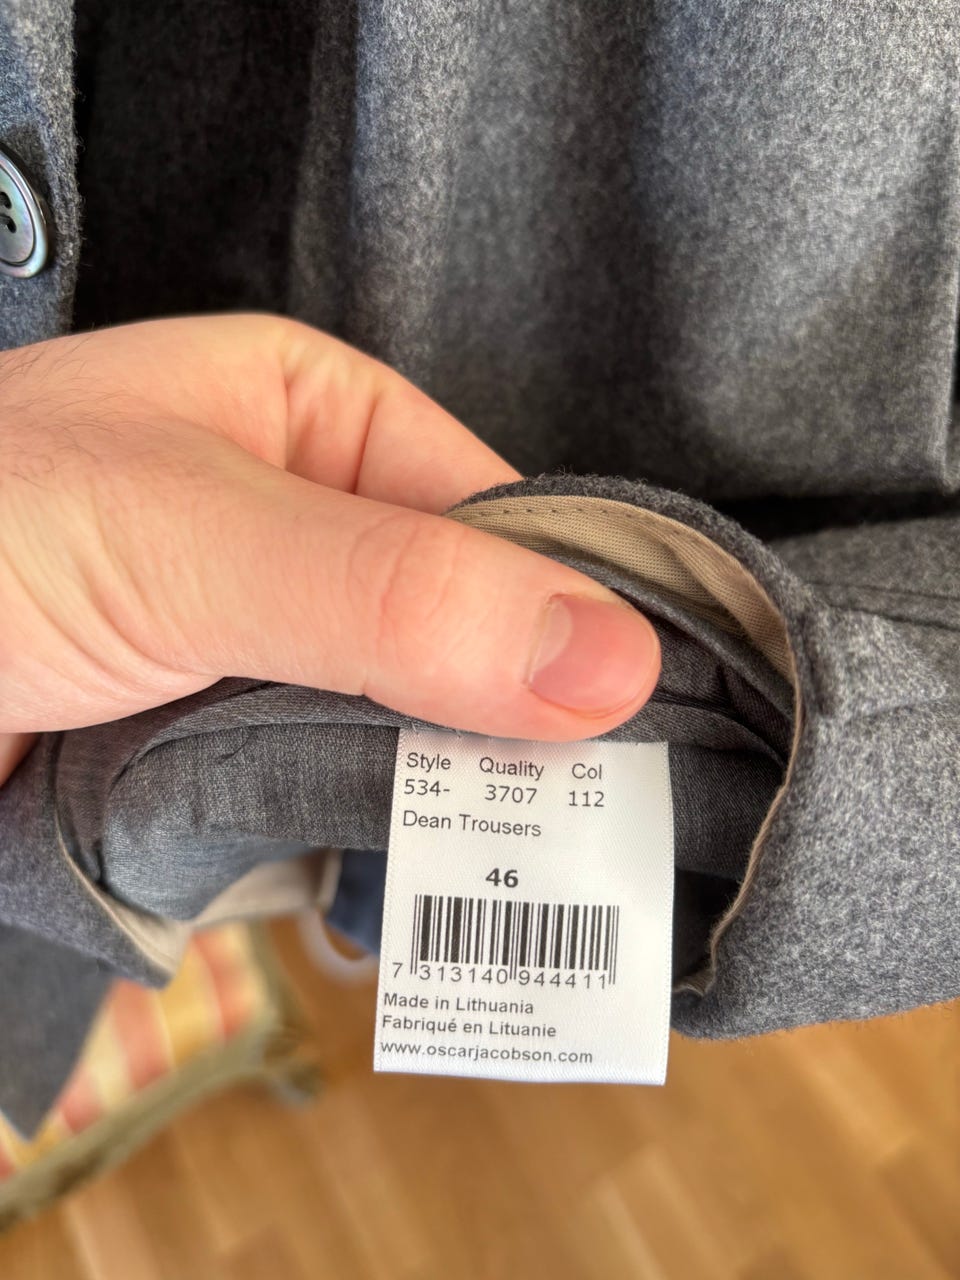 Style Quality Col
534- 3707 112
Dean Trousers
46
7 313140 944411
Made in Lithuania
Fabriqué en Lituanie
www.oscarjacobson.com